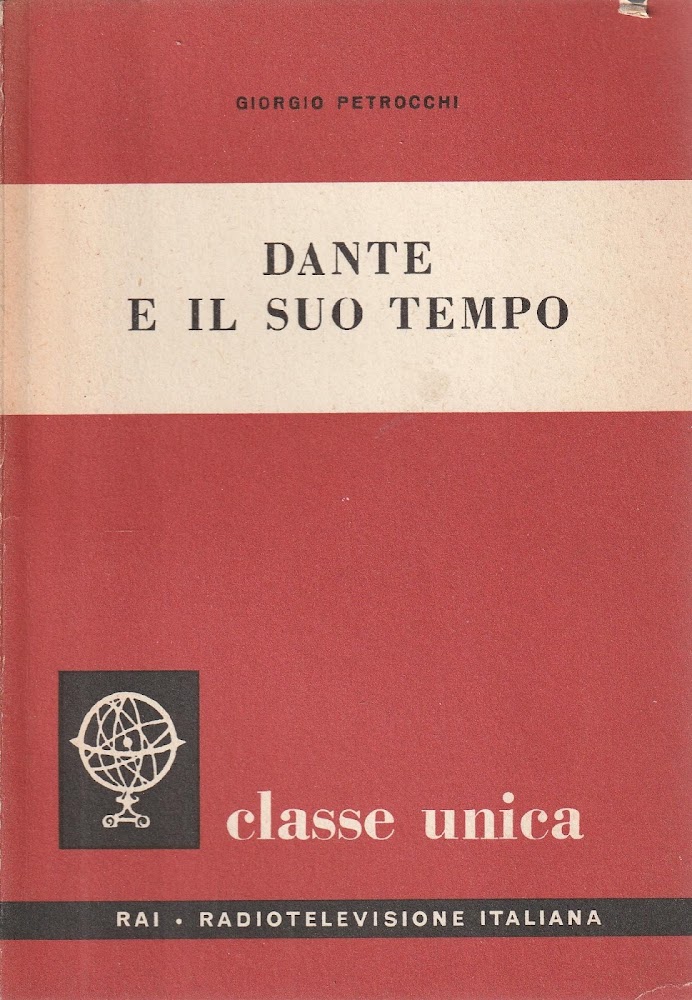 GIORGIO PETROCCHI
DANTE
E IL SUO TEMPO
classe unica
RAI • RADIOTELEVISIONE ITALIANA